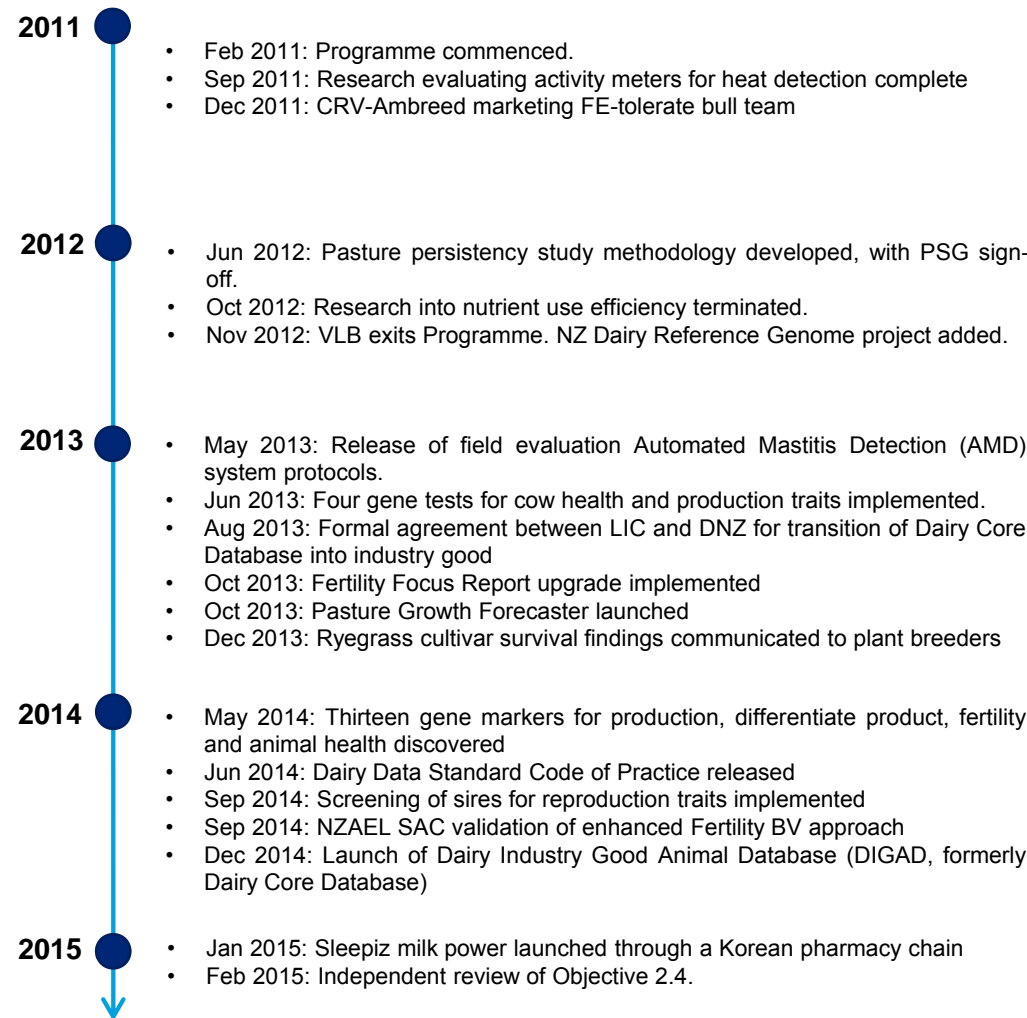 2011
• Feb 2011: Programme commenced.
• Sep 2011: Research evaluating activity meters for heat detection complete
• Dec 2011: CRV-Ambreed marketing FE-tolerate bull team
2012
• Jun 2012: Pasture persistency study methodology developed, with PSG sign-
off.
• Oct 2012: Research into nutrient use efficiency terminated.
• Nov 2012: VLB exits Programme. NZ Dairy Reference Genome project added.
2013
• May 2013: Release of field evaluation Automated Mastitis Detection (AMD)
system protocols.
• Jun 2013: Four gene tests for cow health and production traits implemented.
• Aug 2013: Formal agreement between LIC and DNZ for transition of Dairy Core
Database into industry good
• Oct 2013: Fertility Focus Report upgrade implemented
• Oct 2013: Pasture Growth Forecaster launched
• Dec 2013: Ryegrass cultivar survival findings communicated to plant breeders
2014
• May 2014: Thirteen gene markers for production, differentiate product, fertility
and animal health discovered
• Jun 2014: Dairy Data Standard Code of Practice released
• Sep 2014: Screening of sires for reproduction traits implemented
• Sep 2014: NZAEL SAC validation of enhanced Fertility BV approach
• Dec 2014: Launch of Dairy Industry Good Animal Database (DIGAD, formerly
Dairy Core Database)
2015
• Jan 2015: Sleepiz milk power launched through a Korean pharmacy chain
• Feb 2015: Independent review of Objective 2.4.